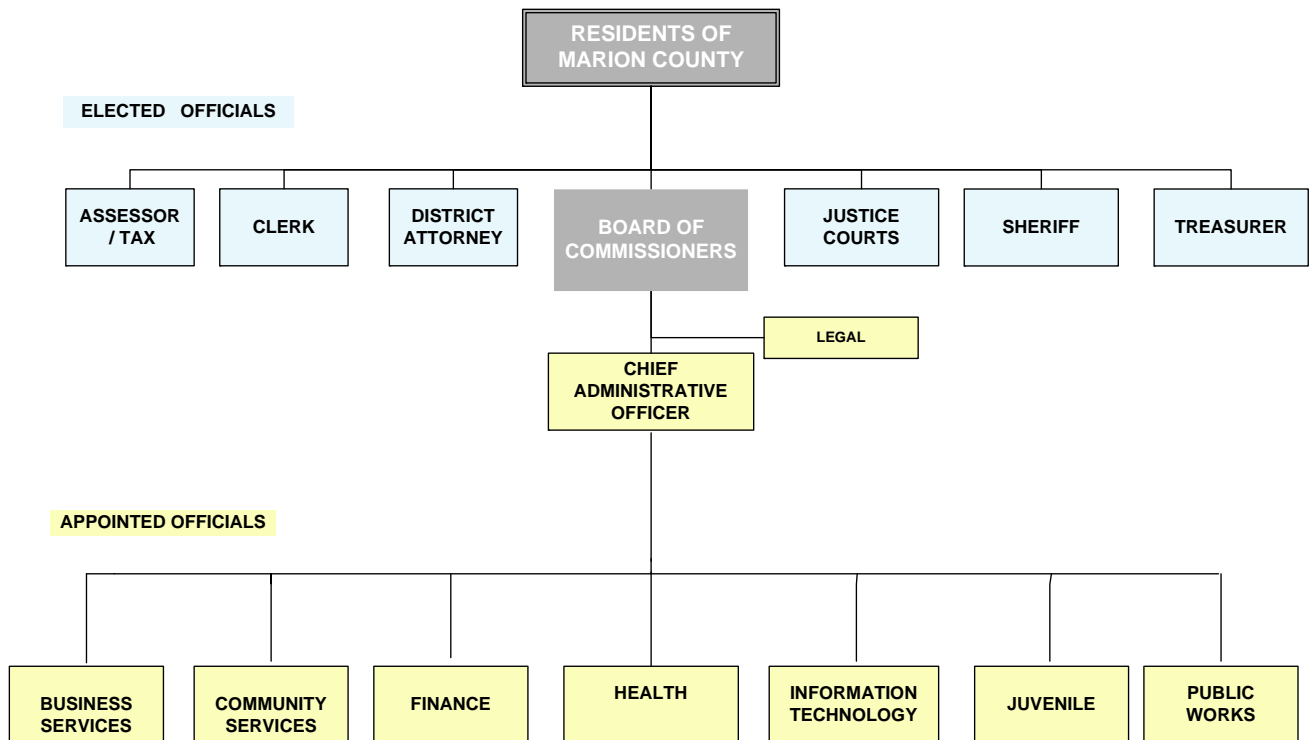 RESIDENTS OF
MARION COUNTY
ELECTED OFFICIALS
ASSESSOR
/ TAX
CLERK
DISTRICT
ATTORNEY
BOARD OF
COMMISSIONERS
JUSTICE
COURTS
SHERIFF
TREASURER
LEGAL
CHIEF
ADMINISTRATIVE
OFFICER
APPOINTED OFFICIALS
BUSINESS
SERVICES
COMMUNITY
SERVICES
FINANCE
HEALTH
INFORMATION
TECHNOLOGY
JUVENILE
PUBLIC
WORKS